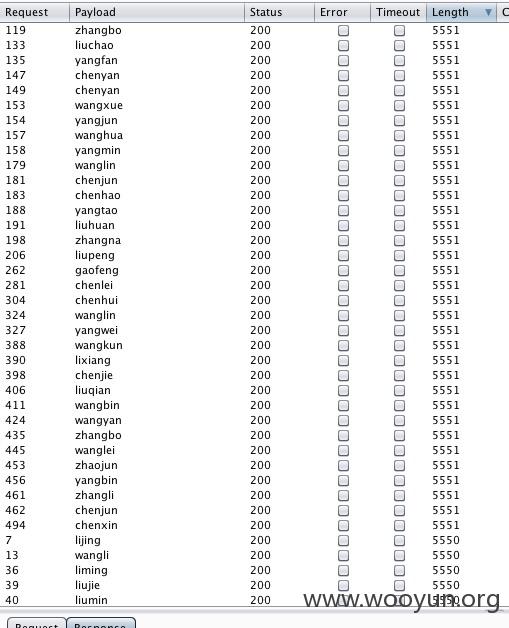 Request Payload Status Error Timeout Length C
119 zhangbo 200 5551
133 liuchao 200 5551
135 yangfan 200 5551
147 chenyan 200 5551
149 chenyan 200 5551
153 wangxue 200 5551
154 yangjun 200 5551
157 wanghua 200 5551
158 yangmin 200 5551
179 wanglin 200 5551
181 chenjun 200 5551
183 chenhao 200 5551
188 yangtao 200 5551
191 liuhuan 200 5551
198 zhangna 200 5551
206 liupeng 200 5551
262 gaofeng 200 5551
281 chenlei 200 5551
304 chenhui 200 5551
324 wanglin 200 5551
327 yangwei 200 5551
388 wangkun 200 5551
390 lixiang 200 5551
398 chenjie 200 5551
406 liuqian 200 5551
411 wangbin 200 5551
424 wangyan 200 5551
435 zhangbo 200 5551
445 wanglei 200 5551
453 zhaojun 200 5551
456 yangbin 200 5551
461 zhangli 200 5551
462 chenjun 200 5551
494 chenxin 200 5551
7 lijing 200 5550
13 wangli 200 5550
36 liming 200 5550
39 liujie 200 5550
40 liumin 200 5550
www.wooyun.org
Request Response